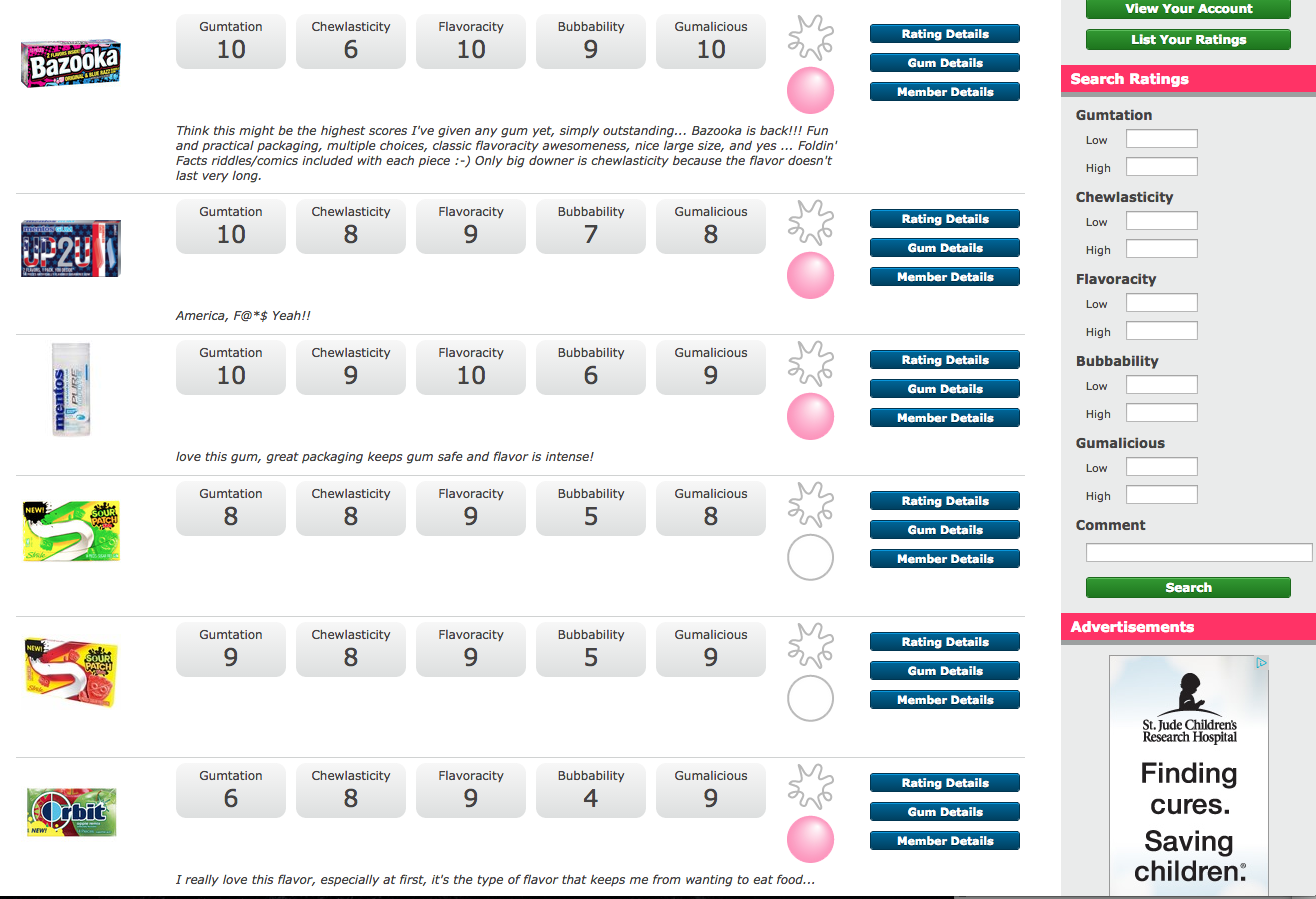 Gumtation Chewlasticity Flavoracity Bubbability Gumalicious
10 6 10 9 10
Bazooka
Rating Details
Gum Details
Member Details
Think this might be the highest scores I've given any gum yet, simply outstanding... Bazooka is back!!! Fun
and practical packaging, multiple choices, classic flavoracity awesomeness, nice large size, and yes ... Foldin'
Facts riddles/comics included with each piece :-) Only big downer is chewlasticity because the flavor doesn't
last very long.
Gumtation Chewlasticity Flavoracity Bubbability Gumalicious
10 8 9 7 8
mentos GUM
UP2U
Rating Details
Gum Details
Member Details
America, F@*$ Yeah!!
Gumtation Chewlasticity Flavoracity Bubbability Gumalicious
10 9 10 6 9
mentos
PURE
Rating Details
Gum Details
Member Details
love this gum, great packaging keeps gum safe and flavor is intense!
Gumtation Chewlasticity Flavoracity Bubbability Gumalicious
8 8 9 5 8
NEW!
SOUR
PATCH
Stride
Rating Details
Gum Details
Member Details
Gumtation Chewlasticity Flavoracity Bubbability Gumalicious
9 8 9 5 9
NEW!
SOUR
PATCH
Stride
Rating Details
Gum Details
Member Details
Gumtation Chewlasticity Flavoracity Bubbability Gumalicious
6 8 9 4 9
Orbit
NEW!
Rating Details
Gum Details
Member Details
I really love this flavor, especially at first, it's the type of flavor that keeps me from wanting to eat food...
View Your Account
List Your Ratings
Search Ratings
Gumtation
Low
High
Chewlasticity
Low
High
Flavoracity
Low
High
Bubbability
Low
High
Gumalicious
Low
High
Comment
Search
Advertisements
St. Jude Children's
Research Hospital
Finding
cures.
Saving
children.®